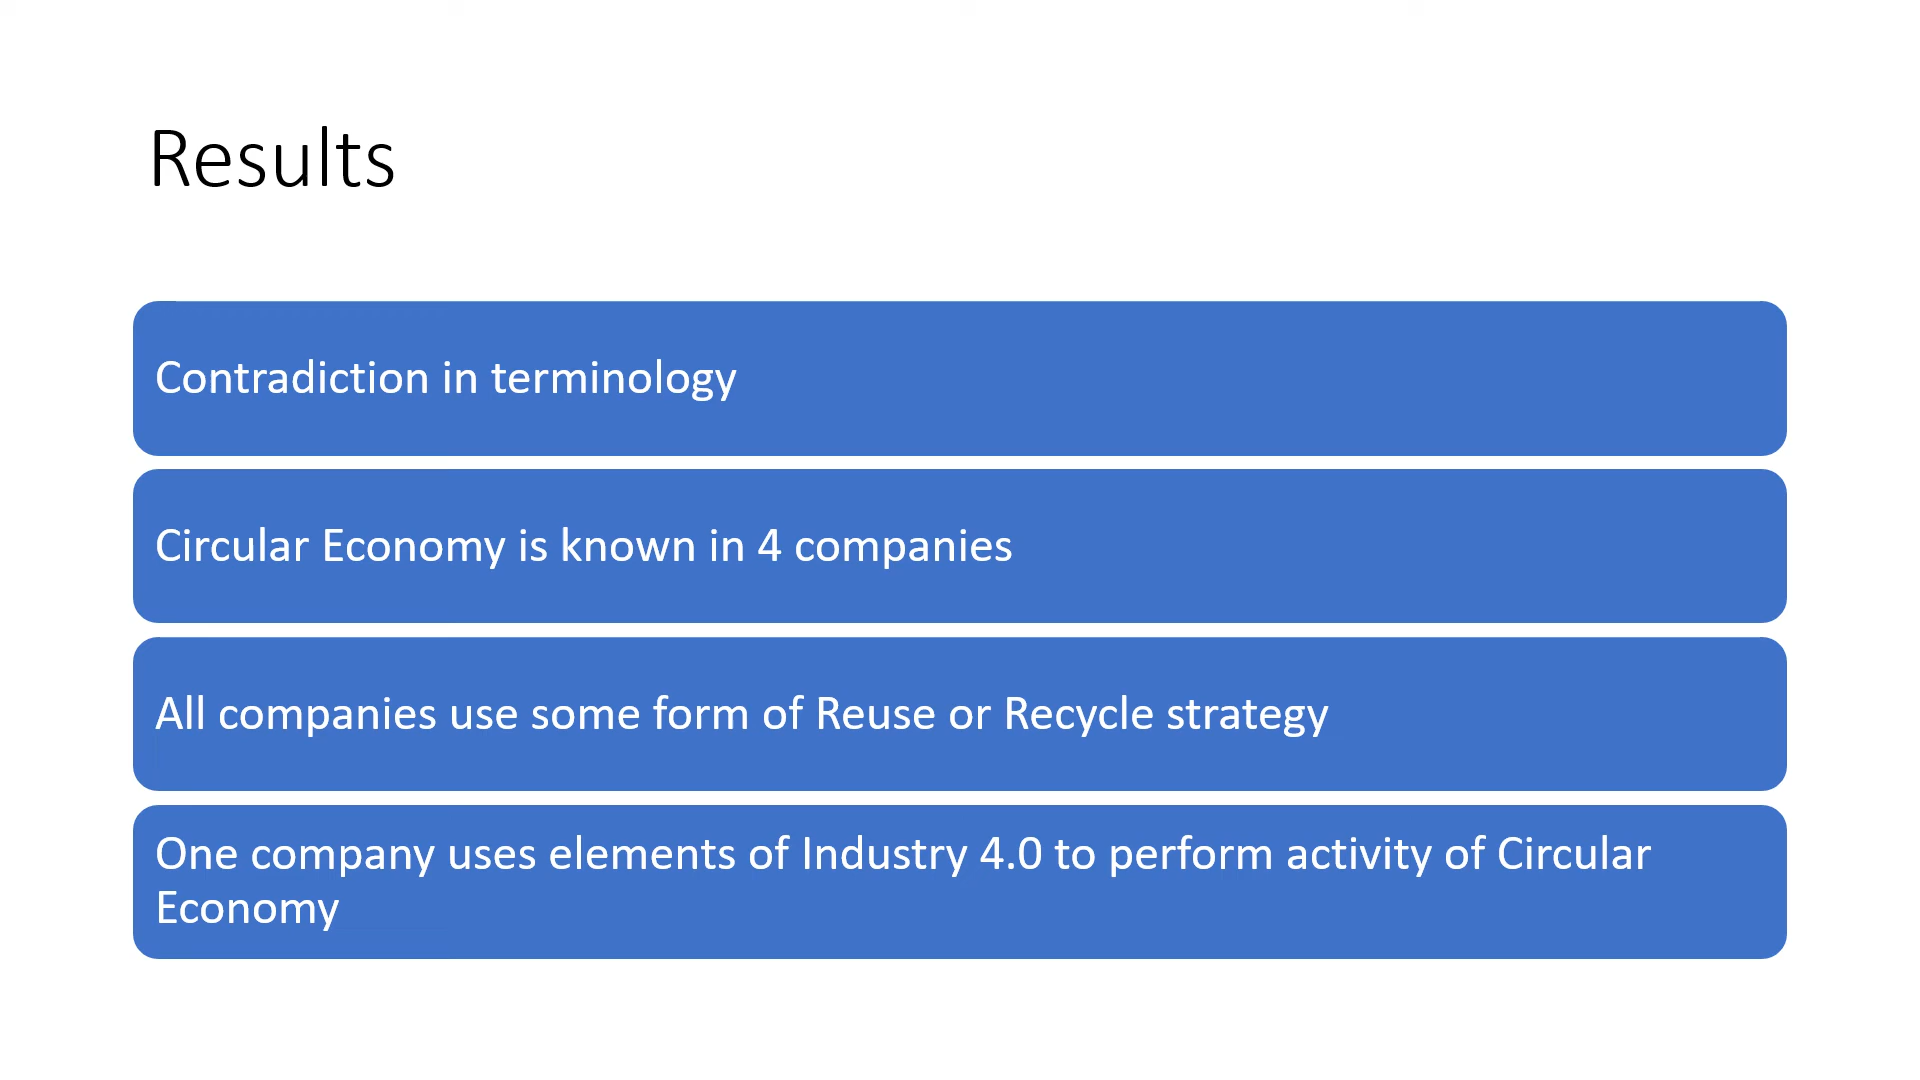 Results
Contradiction in terminology
Circular Economy is known in 4 companies
All companies use some form of Reuse or Recycle strategy
One company uses elements of Industry 4.0 to perform activity of Circular
Economy